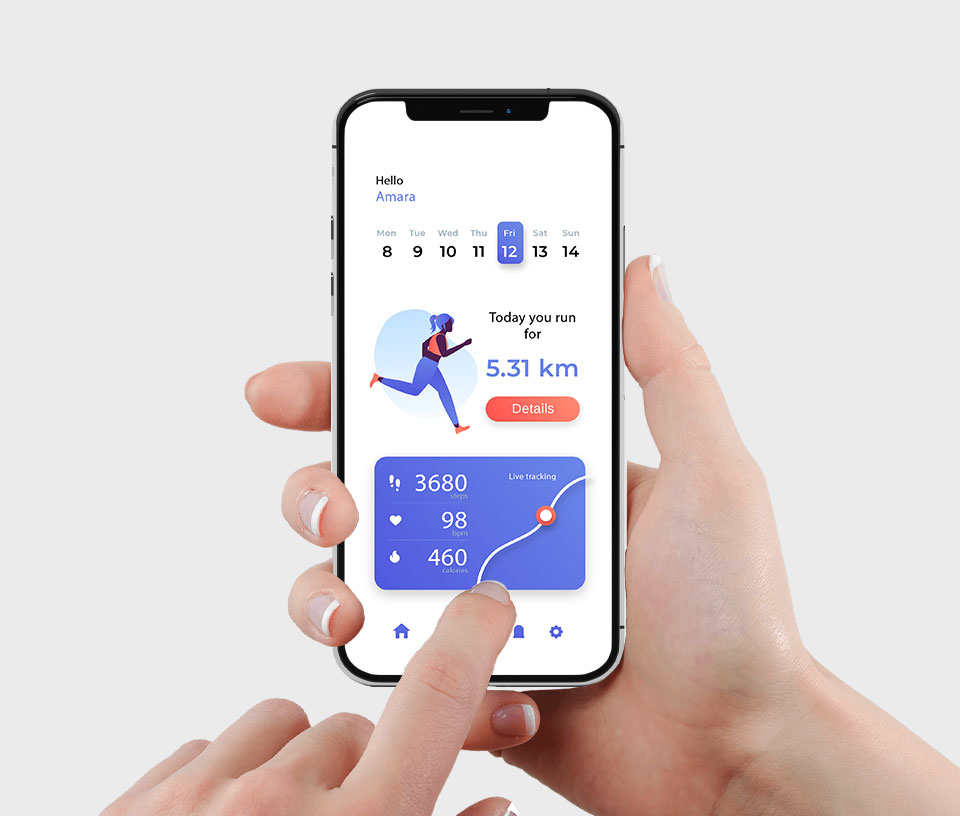 Hello
Amara
Mon Tue Wed Thu Fri Sat Sun
8 9 10 11 12 13 14
Today you run
for
5.31 km
Details
Live tracking
3680
steps
98
bpm
460
calories